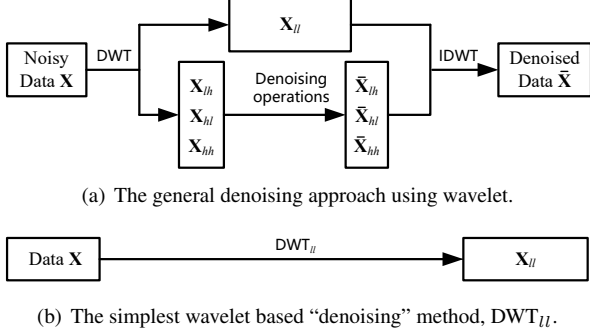 Noisy
Data X
DWT
X_ll
X_lh
X_hl
X_hh
Denoising
operations
X̄_lh
X̄_hl
X̄_hh
IDWT
Denoised
Data X̄
(a) The general denoising approach using wavelet.
Data X
DWT_ll
X_ll
(b) The simplest wavelet based “denoising” method, DWT_ll.